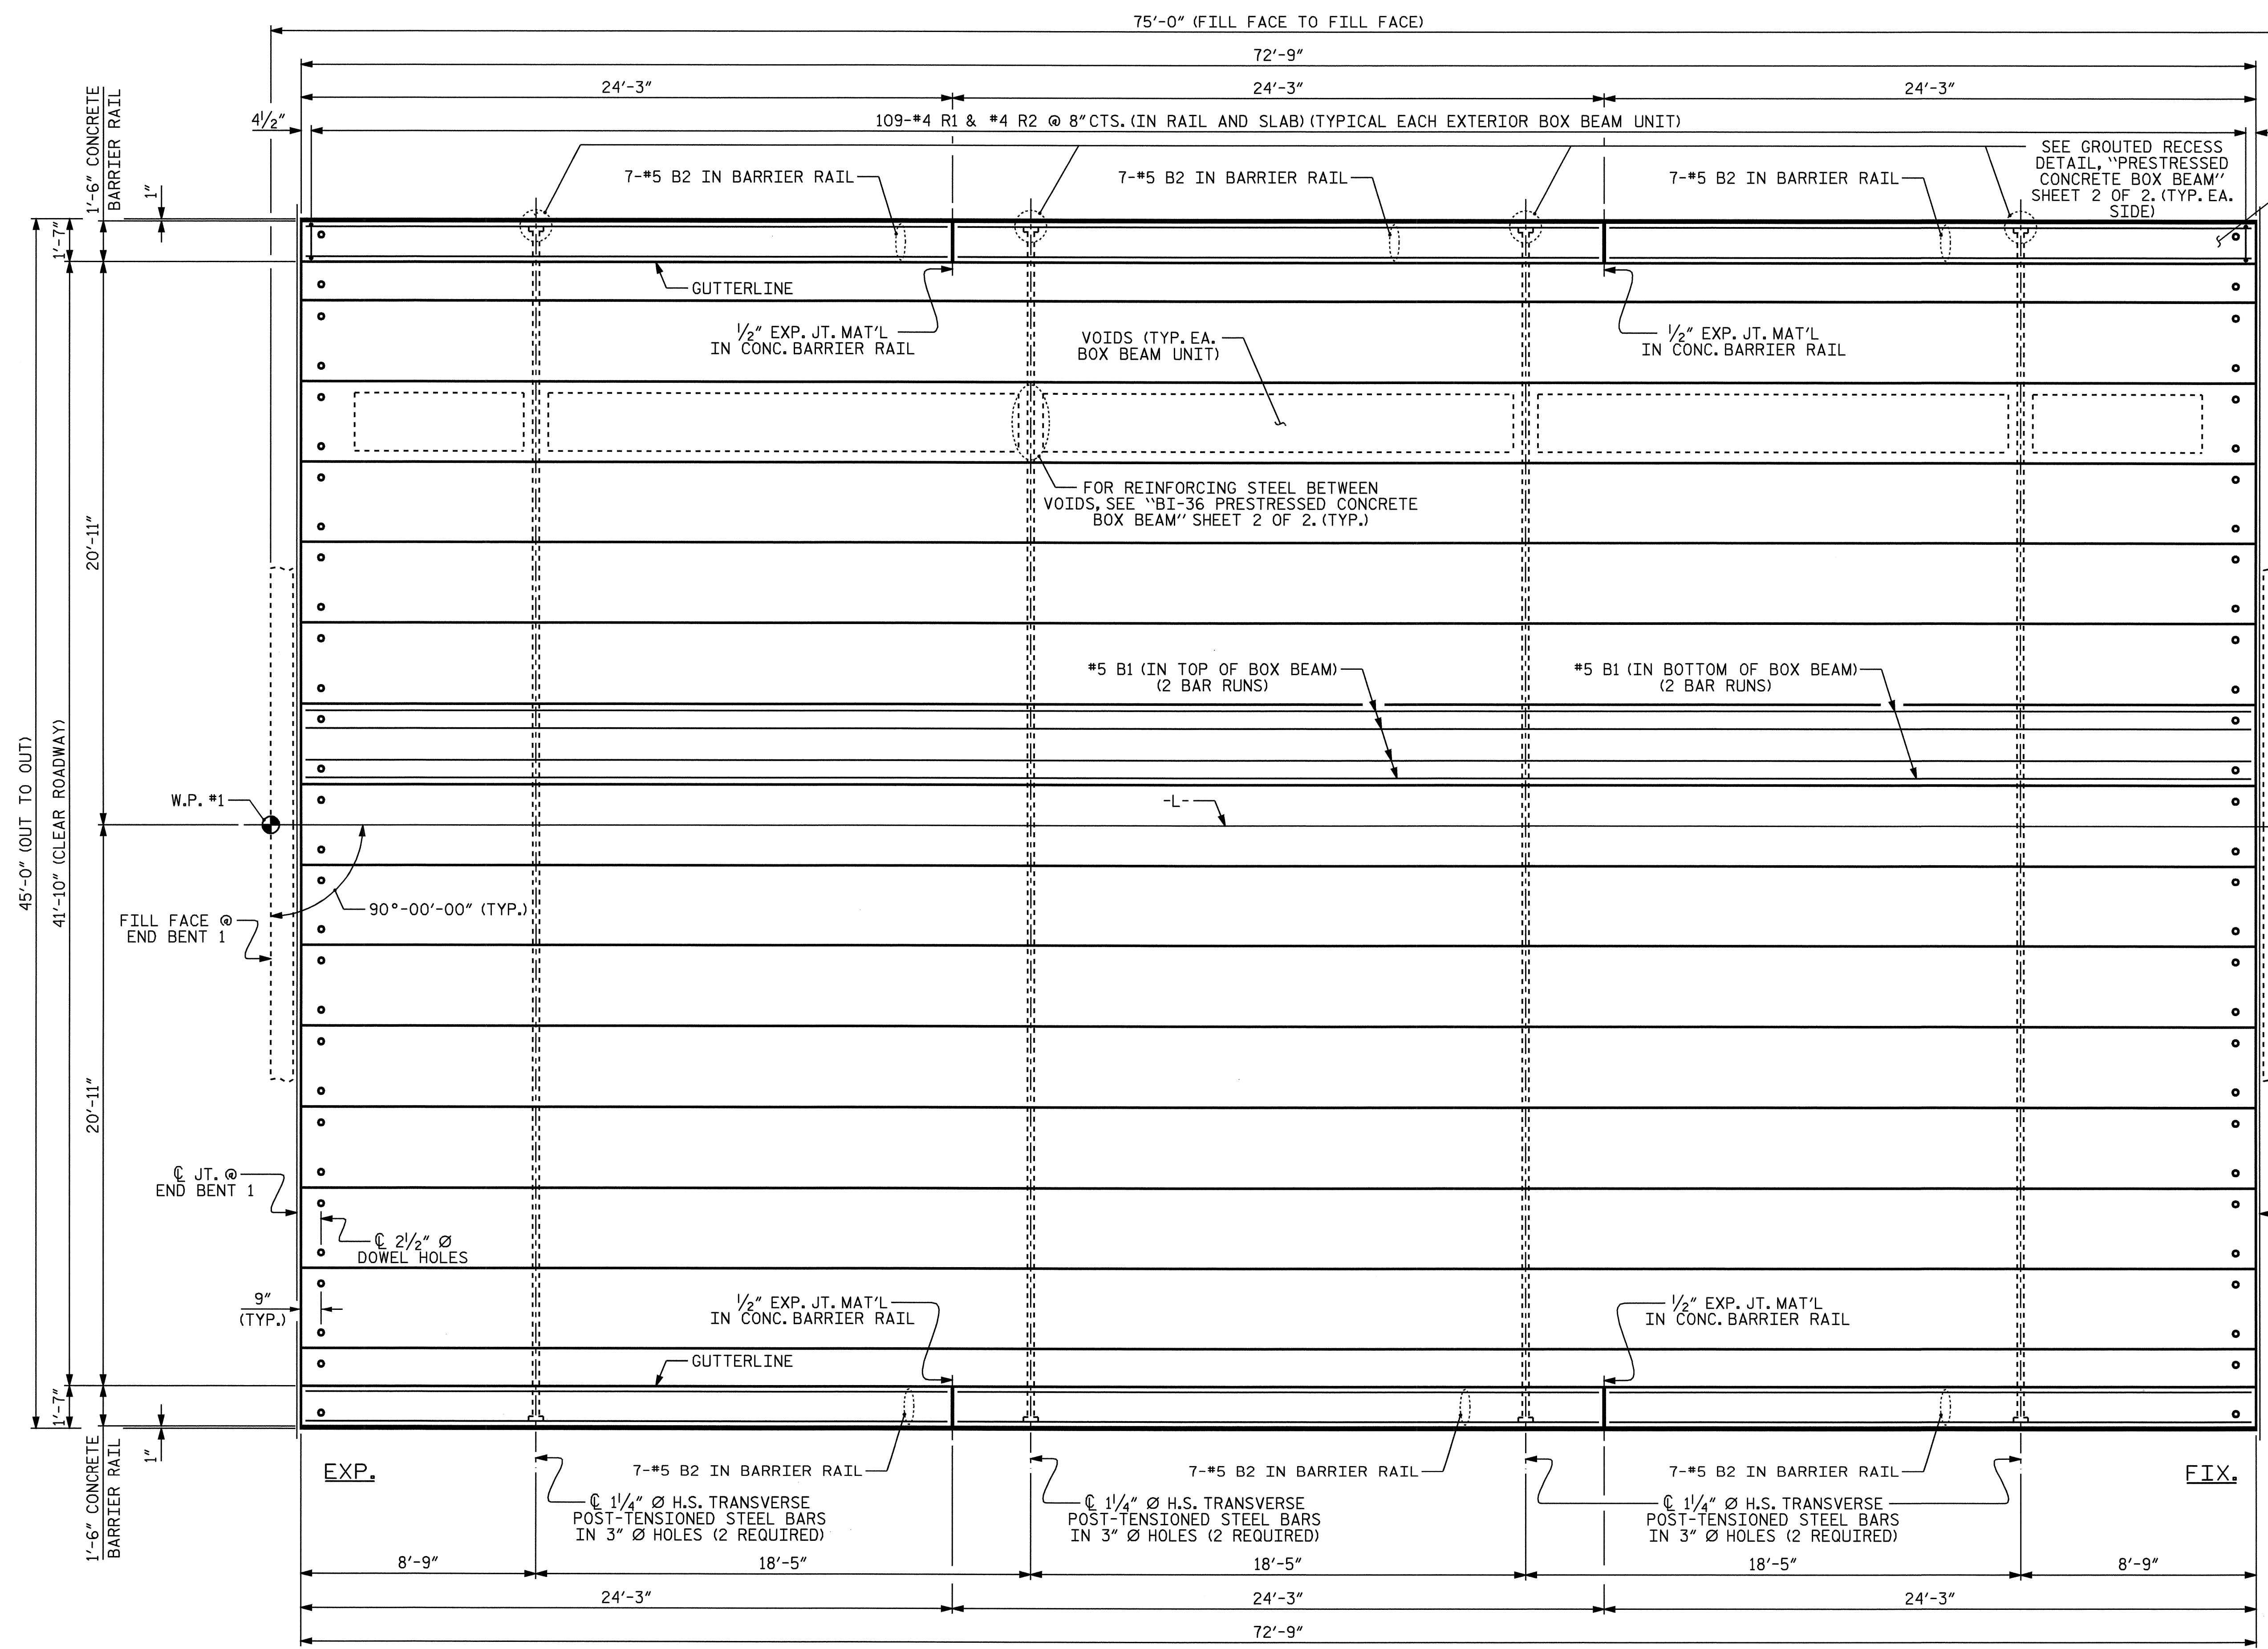 75'-0" (FILL FACE TO FILL FACE)
72'-9"
24'-3"
24'-3"
24'-3"
4½"
109-#4 R1 & #4 R2 @ 8" CTS. (IN RAIL AND SLAB) (TYPICAL EACH EXTERIOR BOX BEAM UNIT)
1'-6" CONCRETE
BARRIER RAIL
1"
7-#5 B2 IN BARRIER RAIL
7-#5 B2 IN BARRIER RAIL
7-#5 B2 IN BARRIER RAIL
SEE GROUTED RECESS
DETAIL, "PRESTRESSED
CONCRETE BOX BEAM"
SHEET 2 OF 2. (TYP. EA.
SIDE)
1'-7"
GUTTERLINE
½" EXP. JT. MAT'L
IN CONC. BARRIER RAIL
VOIDS (TYP. EA.
BOX BEAM UNIT)
½" EXP. JT. MAT'L
IN CONC. BARRIER RAIL
FOR REINFORCING STEEL BETWEEN
VOIDS, SEE "BI-36 PRESTRESSED CONCRETE
BOX BEAM" SHEET 2 OF 2. (TYP.)
20'-11"
#5 B1 (IN TOP OF BOX BEAM)
(2 BAR RUNS)
#5 B1 (IN BOTTOM OF BOX BEAM)
(2 BAR RUNS)
45'-0" (OUT TO OUT)
41'-10" (CLEAR ROADWAY)
W.P. #1
-L-
90°-00'-00" (TYP.)
FILL FACE @
END BENT 1
20'-11"
℄ JT. @
END BENT 1
℄ 2½" Ø
DOWEL HOLES
9"
(TYP.)
½" EXP. JT. MAT'L
IN CONC. BARRIER RAIL
½" EXP. JT. MAT'L
IN CONC. BARRIER RAIL
GUTTERLINE
1'-7"
1'-6" CONCRETE
BARRIER RAIL
1"
EXP.
7-#5 B2 IN BARRIER RAIL
7-#5 B2 IN BARRIER RAIL
7-#5 B2 IN BARRIER RAIL
FIX.
℄ 1¼" Ø H.S. TRANSVERSE
POST-TENSIONED STEEL BARS
IN 3" Ø HOLES (2 REQUIRED)
℄ 1¼" Ø H.S. TRANSVERSE
POST-TENSIONED STEEL BARS
IN 3" Ø HOLES (2 REQUIRED)
℄ 1¼" Ø H.S. TRANSVERSE
POST-TENSIONED STEEL BARS
IN 3" Ø HOLES (2 REQUIRED)
8'-9"
18'-5"
18'-5"
18'-5"
8'-9"
24'-3"
24'-3"
24'-3"
72'-9"